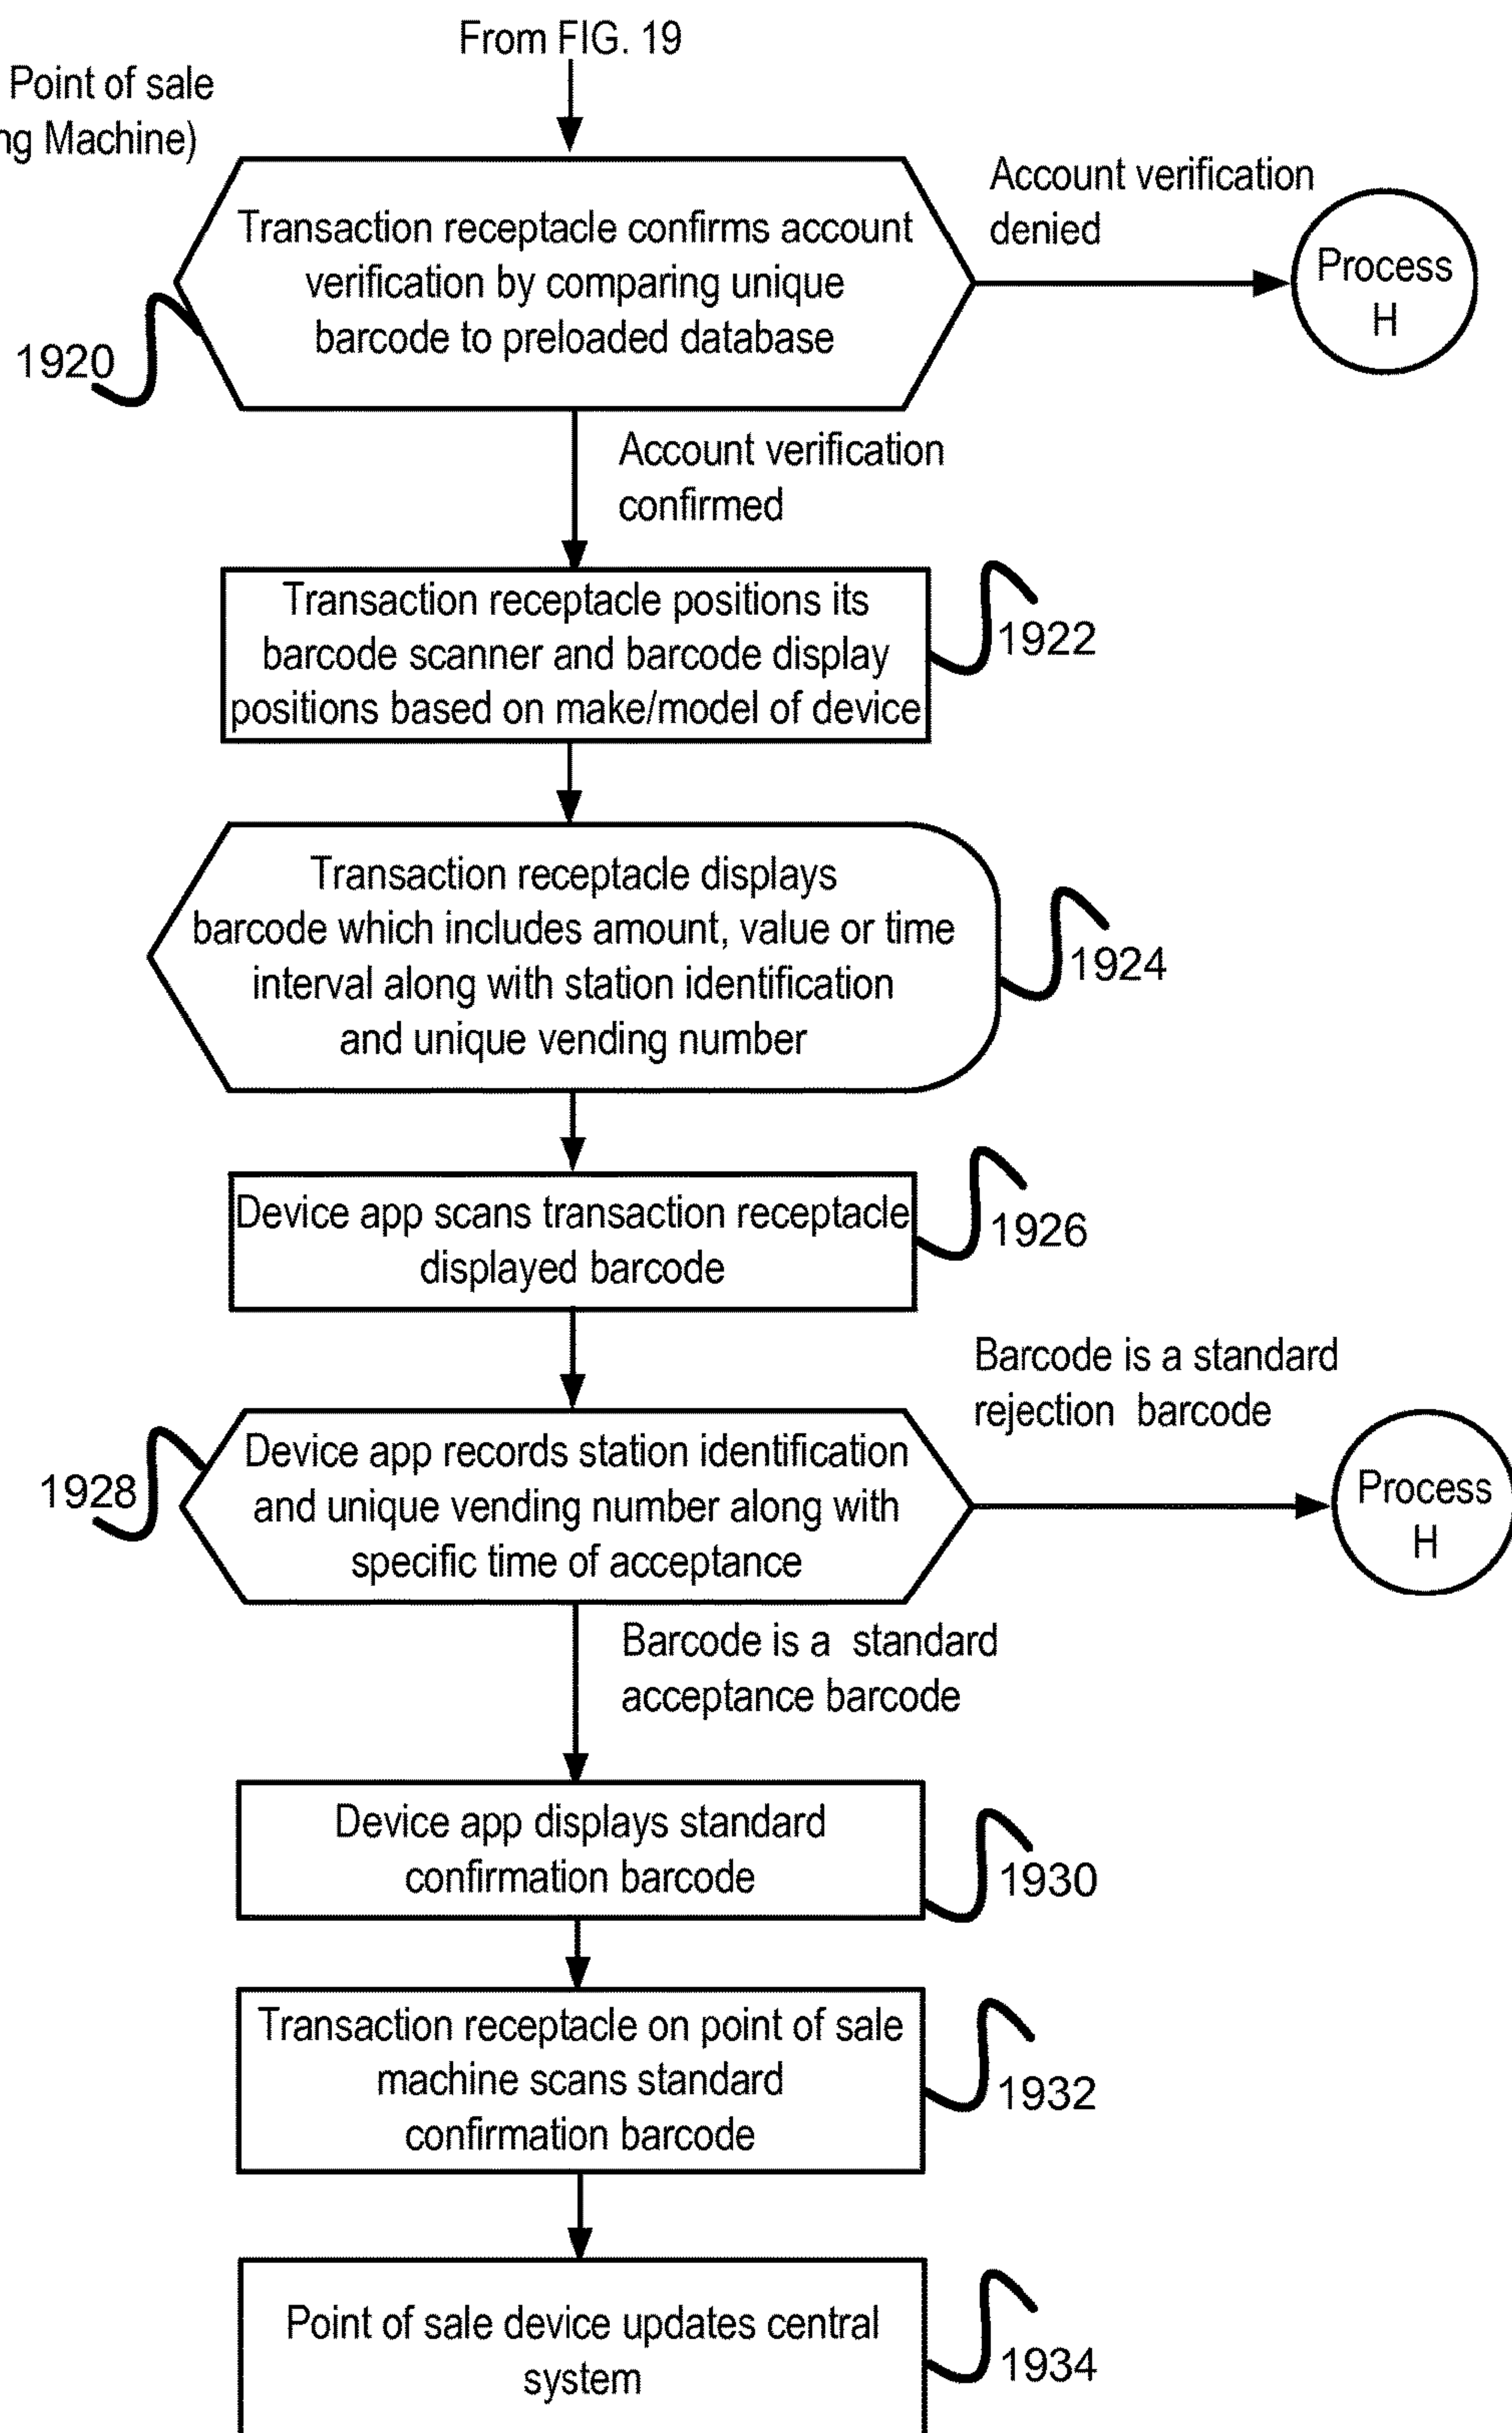 From FIG. 19
Point of sale
ng Machine)
Transaction receptacle confirms account
verification by comparing unique
barcode to preloaded database
1920
Account verification
denied
Process
H
Account verification
confirmed
Transaction receptacle positions its
barcode scanner and barcode display
positions based on make/model of device
1922
Transaction receptacle displays
barcode which includes amount, value or time
interval along with station identification
and unique vending number
1924
Device app scans transaction receptacle
displayed barcode
1926
Device app records station identification
and unique vending number along with
specific time of acceptance
1928
Barcode is a standard
rejection barcode
Process
H
Barcode is a standard
acceptance barcode
Device app displays standard
confirmation barcode
1930
Transaction receptacle on point of sale
machine scans standard
confirmation barcode
1932
Point of sale device updates central
system
1934